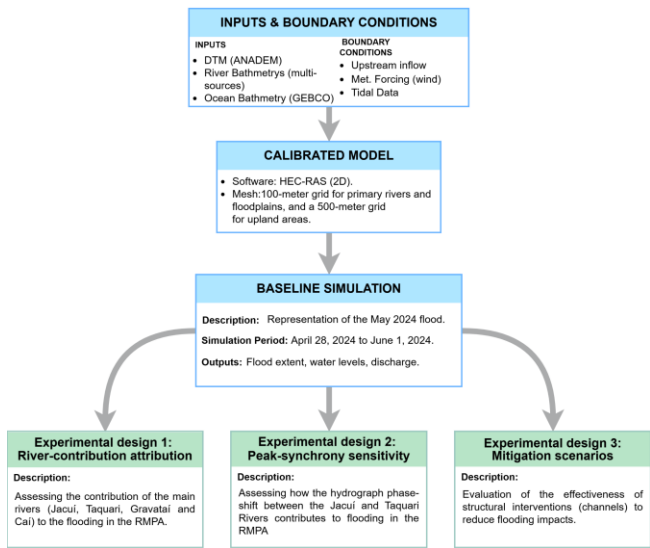 INPUTS & BOUNDARY CONDITIONS
INPUTS
• DTM (ANADEM)
• River Bathmetrys (multi-
sources)
• Ocean Bathmetry (GEBCO)
BOUNDARY
CONDITIONS
• Upstream inflow
• Met. Forcing (wind)
• Tidal Data
CALIBRATED MODEL
• Software: HEC-RAS (2D).
• Mesh:100-meter grid for primary rivers and
floodplains, and a 500-meter grid
for upland areas.
BASELINE SIMULATION
Description: Representation of the May 2024 flood.
Simulation Period: April 28, 2024 to June 1, 2024.
Outputs: Flood extent, water levels, discharge.
Experimental design 1:
River-contribution attribution
Description:
Assessing the contribution of the main
rivers (Jacuí, Taquari, Gravataí and
Caí) to the flooding in the RMPA.
Experimental design 2:
Peak-synchrony sensitivity
Description:
Assessing how the hydrograph phase-
shift between the Jacuí and Taquari
Rivers contributes to flooding in the
RMPA
Experimental design 3:
Mitigation scenarios
Description:
Evaluation of the effectiveness of
structural interventions (channels) to
reduce flooding impacts.